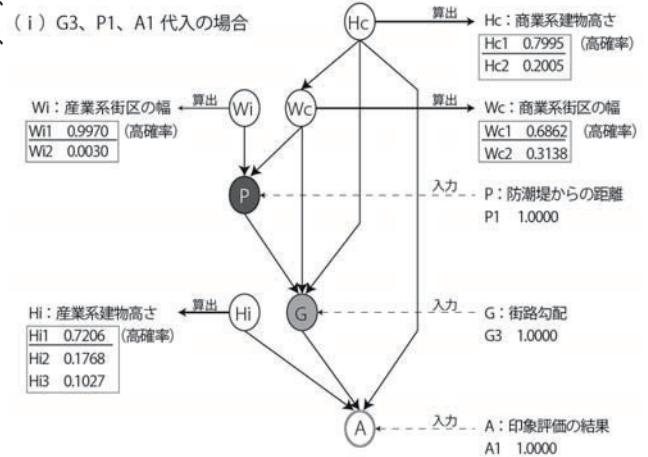 (ⅰ) G3、P1、A1 代入の場合
Hc
算出
Hc：商業系建物高さ
Hc1 0.7995 (高確率)
Hc2 0.2005
Wi：産業系街区の幅
算出
Wi
Wc
算出
Wc：商業系街区の幅
Wi1 0.9970 (高確率)
Wi2 0.0030
Wc1 0.6862 (高確率)
Wc2 0.3138
P
入力
P：防潮堤からの距離
P1 1.0000
Hi：産業系建物高さ
算出
Hi
G
入力
G：街路勾配
G3 1.0000
Hi1 0.7206 (高確率)
Hi2 0.1768
Hi3 0.1027
A
入力
A：印象評価の結果
A1 1.0000